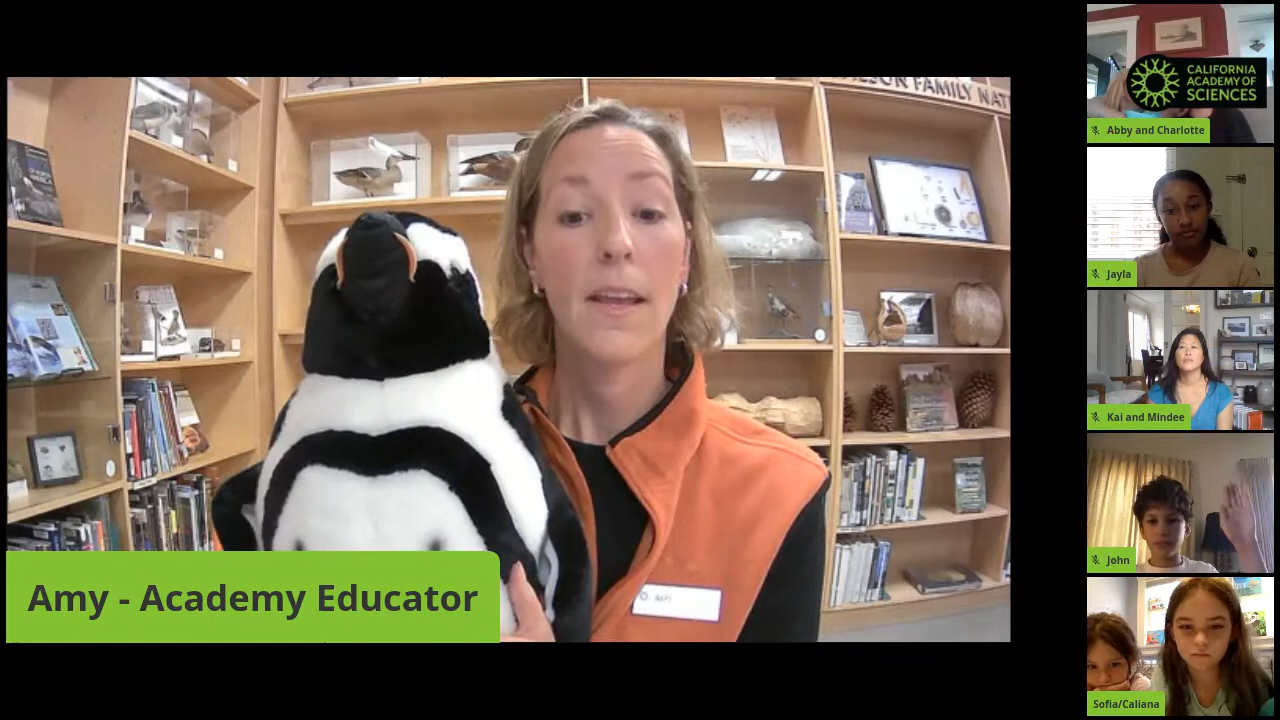 Amy - Academy Educator
WILSON FAMILY NAT
CALIFORNIA
ACADEMY OF
SCIENCES
Abby and Charlotte
Jayla
Kai and Mindee
John
Sofia/Caliana